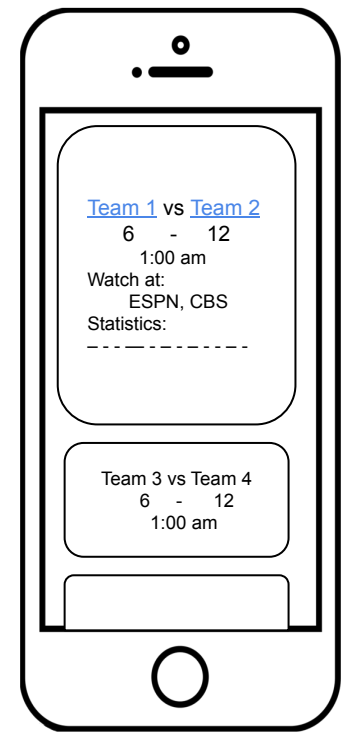 Team 1 vs Team 2
6 - 12
1:00 am
Watch at:
ESPN, CBS
Statistics:
Team 3 vs Team 4
6 - 12
1:00 am